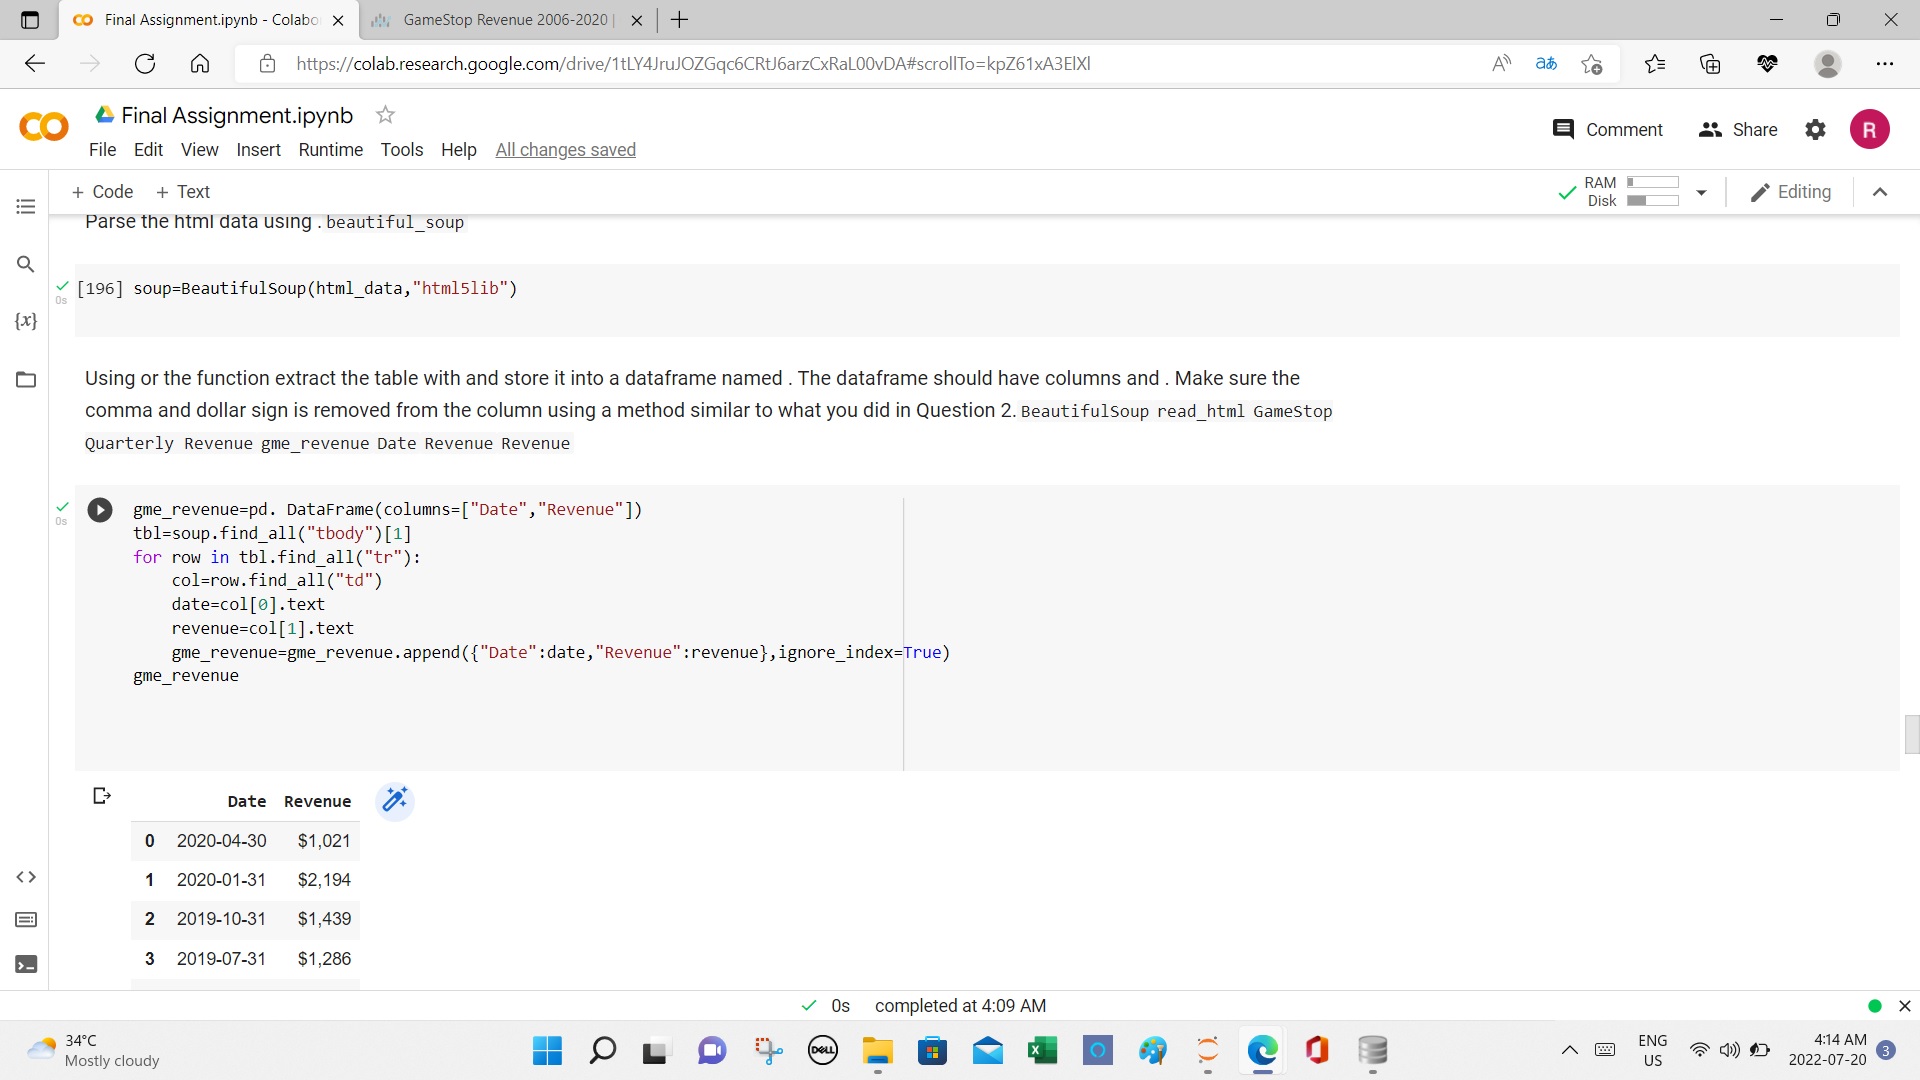 Final Assignment.ipynb - Colabo
GameStop Revenue 2006-2020 |
https://colab.research.google.com/drive/1tLY4JruJOZGqc6CRtJ6arzCxRaL00vDA#scrollTo=kpZ61xA3ElXl
Final Assignment.ipynb
File Edit View Insert Runtime Tools Help All changes saved
Comment Share R
+ Code + Text
RAM
Disk
Editing
Parse the html data using . beautiful_soup
[196] soup=BeautifulSoup(html_data,"html5lib")
0s
{x}
Using or the function extract the table with and store it into a dataframe named . The dataframe should have columns and . Make sure the
comma and dollar sign is removed from the column using a method similar to what you did in Question 2. BeautifulSoup read_html GameStop
Quarterly Revenue gme_revenue Date Revenue Revenue
0s
gme_revenue=pd. DataFrame(columns=["Date","Revenue"])
tbl=soup.find_all("tbody")[1]
for row in tbl.find_all("tr"):
    col=row.find_all("td")
    date=col[0].text
    revenue=col[1].text
    gme_revenue=gme_revenue.append({"Date":date,"Revenue":revenue},ignore_index=True)
gme_revenue
Date Revenue
0 2020-04-30 $1,021
1 2020-01-31 $2,194
2 2019-10-31 $1,439
3 2019-07-31 $1,286
0s completed at 4:09 AM
34°C
Mostly cloudy
DELL
ENG
US
4:14 AM
2022-07-20
3